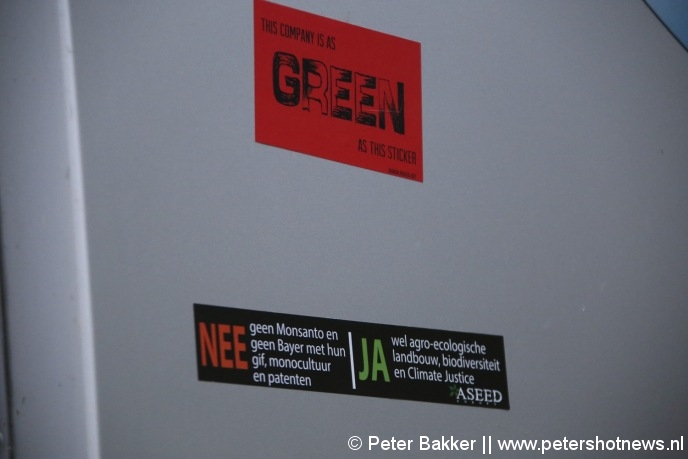 THIS COMPANY IS AS
GREEN
AS THIS STICKER
NEE
geen Monsanto en
geen Bayer met hun
gif, monocultuur
en patenten
JA
wel agro-ecologische
landbouw, biodiversiteit
en Climate Justice
ASEED
© Peter Bakker || www.petershotnews.nl